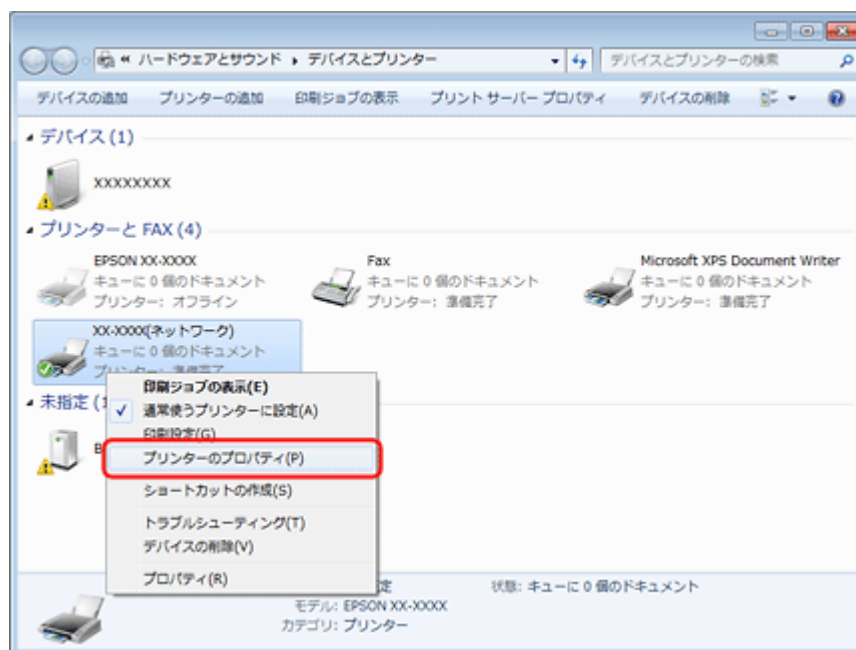 ハードウェアとサウンド ▸ デバイスとプリンター
デバイスとプリンターの検索
デバイスの追加 プリンターの追加 印刷ジョブの表示 プリント サーバー プロパティ デバイスの削除
デバイス (1)
XXXXXXXX
プリンターと FAX (4)
EPSON XX-XXXX
キューに 0 個のドキュメント
プリンター: オフライン
Fax
キューに 0 個のドキュメント
プリンター: 準備完了
Microsoft XPS Document Writer
キューに 0 個のドキュメント
プリンター: 準備完了
XX-XXXX(ネットワーク)
キューに 0 個のドキュメント
プリンター: 準備完了
未指定 (1
B
印刷ジョブの表示(E)
通常使うプリンターに設定(A)
印刷設定(G)
プリンターのプロパティ(P)
ショートカットの作成(S)
トラブルシューティング(T)
デバイスの削除(V)
プロパティ(R)
定
状態: キューに 0 個のドキュメント
モデル: EPSON XX-XXXX
カテゴリ: プリンター